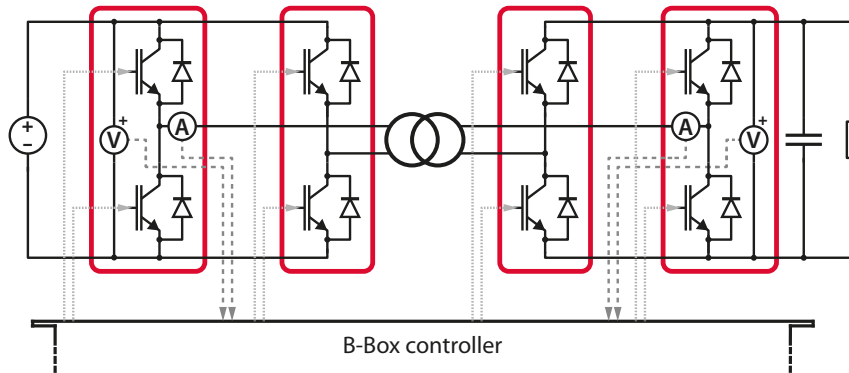 V
+
A
A
V
+
+
–
B-Box controller